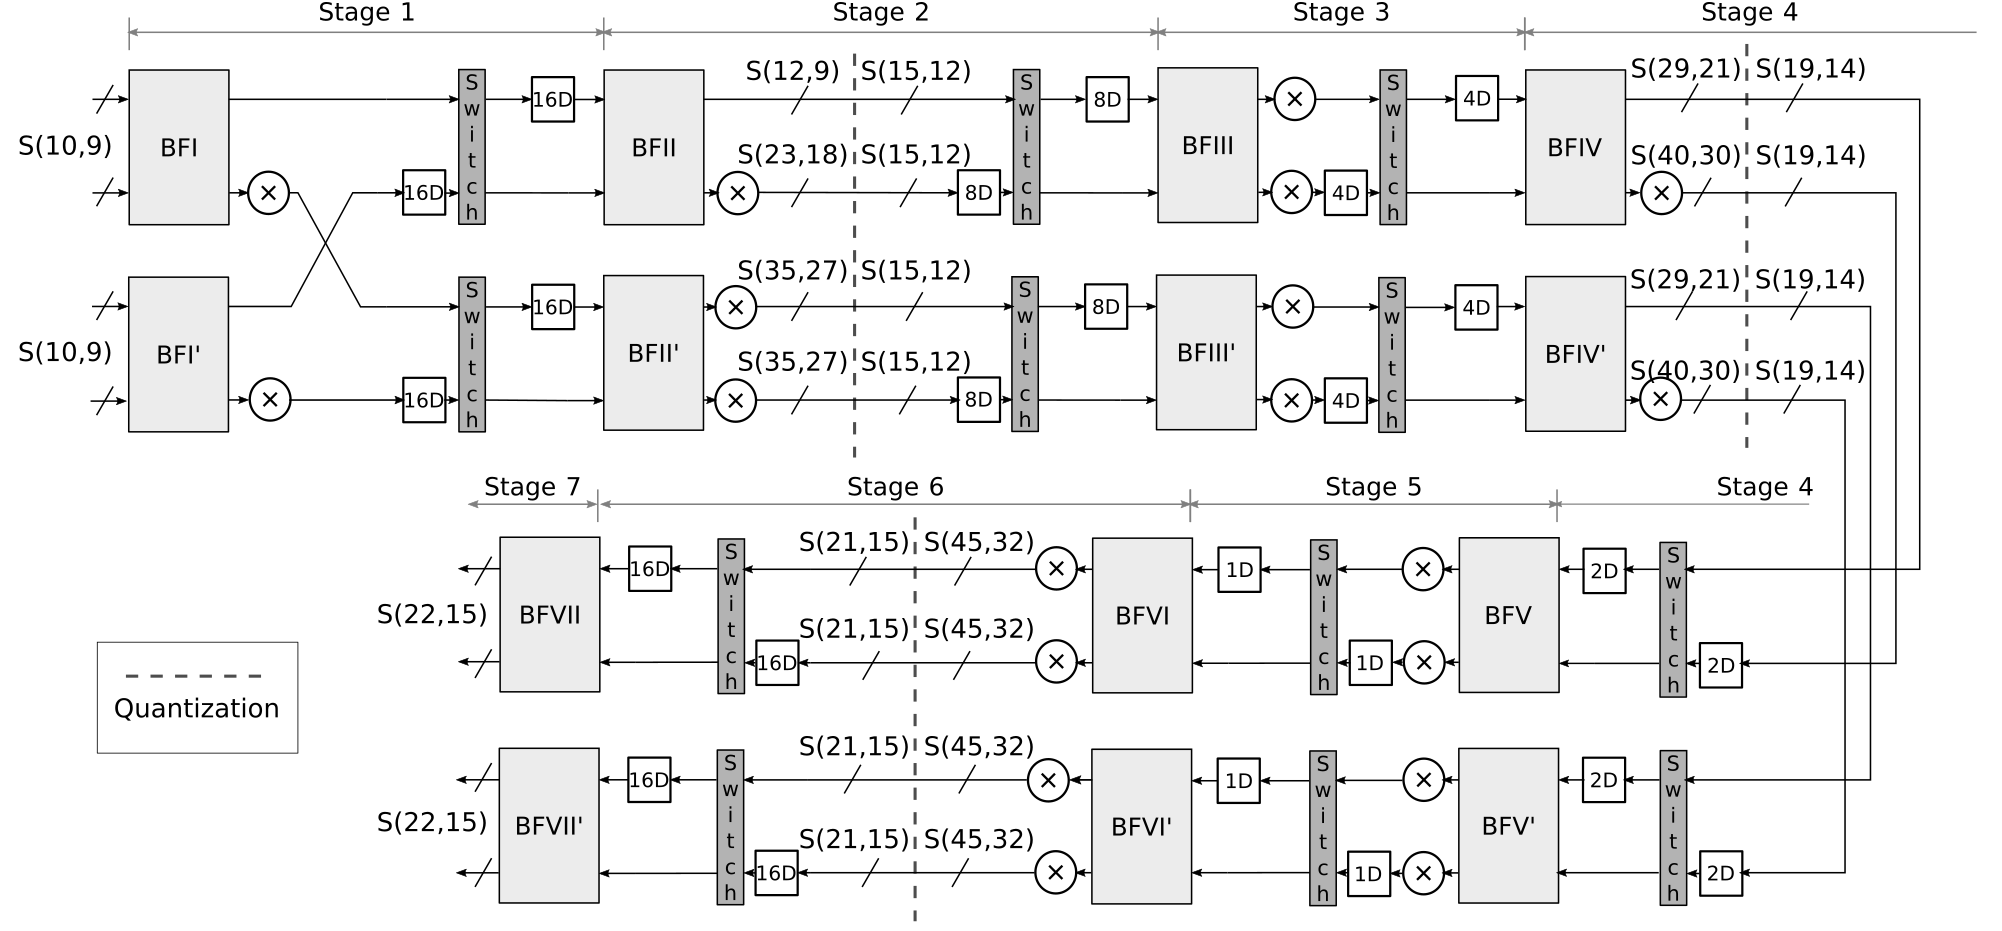 Stage 1 Stage 2 Stage 3 Stage 4
S(12,9) S(15,12) S(29,21) S(19,14)
Switch 16D 8D 4D
Switch Switch
S(10,9) BFI BFII BFIII BFIV
S(23,18) S(15,12) S(40,30) S(19,14)
16D 8D 4D
S(35,27) S(15,12) S(29,21) S(19,14)
Switch 16D Switch 8D Switch 4D
S(10,9) BFI' BFII' BFIII' BFIV'
S(35,27) S(15,12) S(40,30) S(19,14)
16D 8D 4D
Stage 7 Stage 6 Stage 5 Stage 4
S(21,15) S(45,32)
16D Switch 1D Switch 2D Switch
S(22,15) BFVII BFVI BFV
S(21,15) S(45,32)
16D 1D 2D
Quantization
S(21,15) S(45,32)
16D Switch 1D Switch 2D Switch
S(22,15) BFVII' BFVI' BFV'
S(21,15) S(45,32)
16D 1D 2D